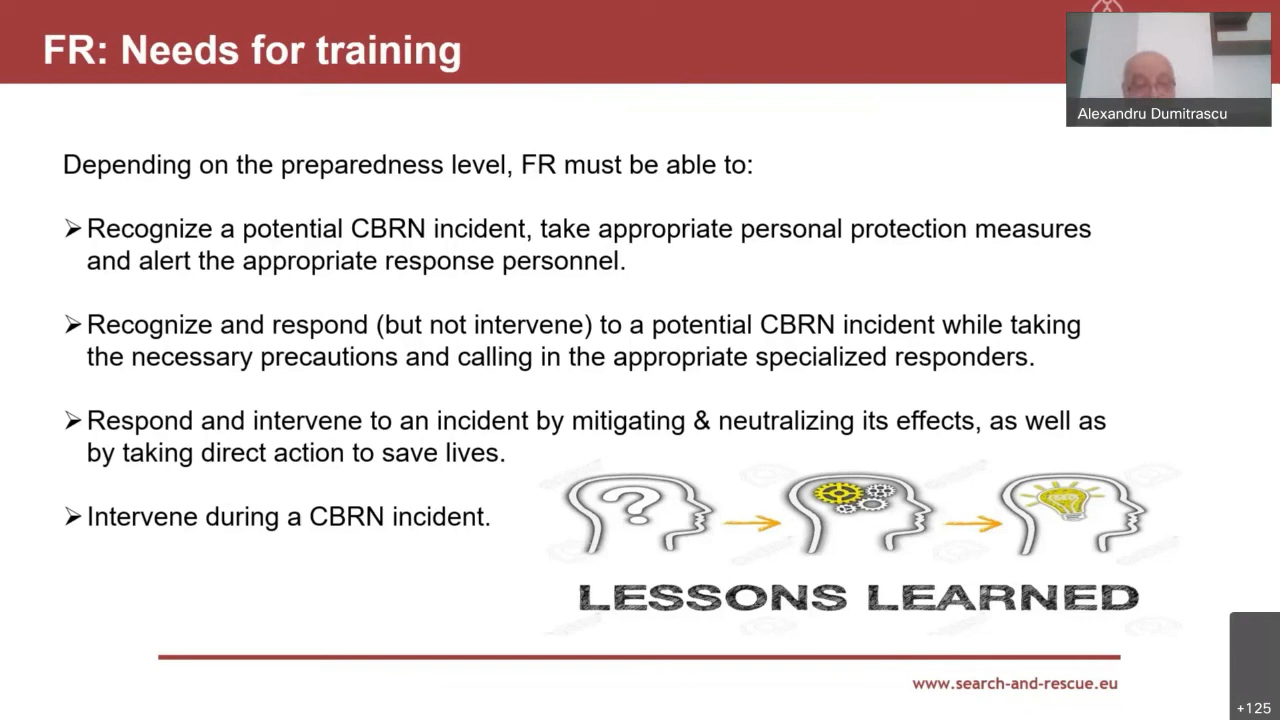 FR: Needs for training
Alexandru Dumitrascu
Depending on the preparedness level, FR must be able to:
Recognize a potential CBRN incident, take appropriate personal protection measures
and alert the appropriate response personnel.
Recognize and respond (but not intervene) to a potential CBRN incident while taking
the necessary precautions and calling in the appropriate specialized responders.
Respond and intervene to an incident by mitigating & neutralizing its effects, as well as
by taking direct action to save lives.
Intervene during a CBRN incident.
?
LESSONS LEARNED
www.search-and-rescue.eu
+125